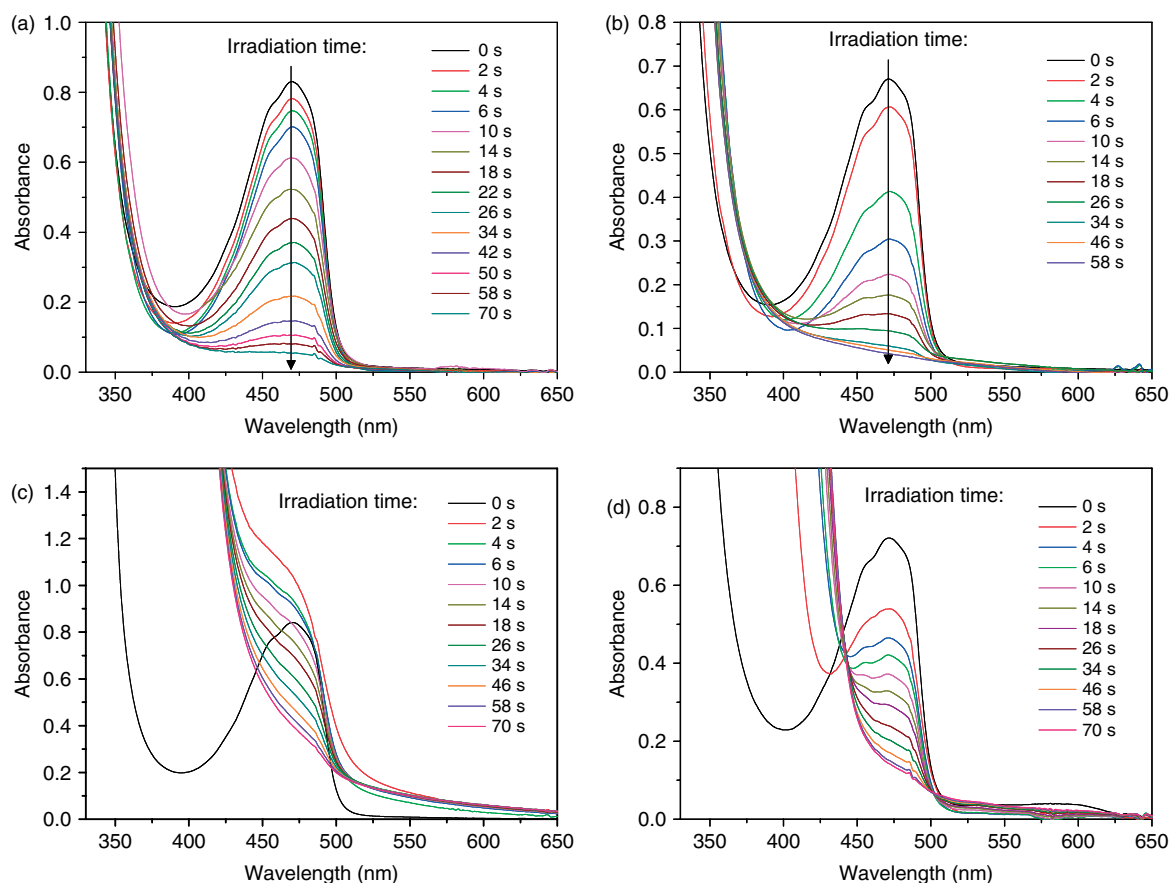 (a)
Irradiation time:
0 s
2 s
4 s
6 s
10 s
14 s
18 s
22 s
26 s
34 s
42 s
50 s
58 s
70 s
1.0
0.8
0.6
0.4
0.2
0.0
Absorbance
350 400 450 500 550 600 650
Wavelength (nm)
(b)
Irradiation time:
0 s
2 s
4 s
6 s
10 s
14 s
18 s
26 s
34 s
46 s
58 s
0.8
0.7
0.6
0.5
0.4
0.3
0.2
0.1
0.0
Absorbance
350 400 450 500 550 600 650
Wavelength (nm)
(c)
Irradiation time:
0 s
2 s
4 s
6 s
10 s
14 s
18 s
26 s
34 s
46 s
58 s
70 s
1.4
1.2
1.0
0.8
0.6
0.4
0.2
0.0
Absorbance
350 400 450 500 550 600 650
Wavelength (nm)
(d)
Irradiation time:
0 s
2 s
4 s
6 s
10 s
14 s
18 s
26 s
34 s
46 s
58 s
70 s
0.8
0.6
0.4
0.2
0.0
Absorbance
350 400 450 500 550 600 650
Wavelength (nm)